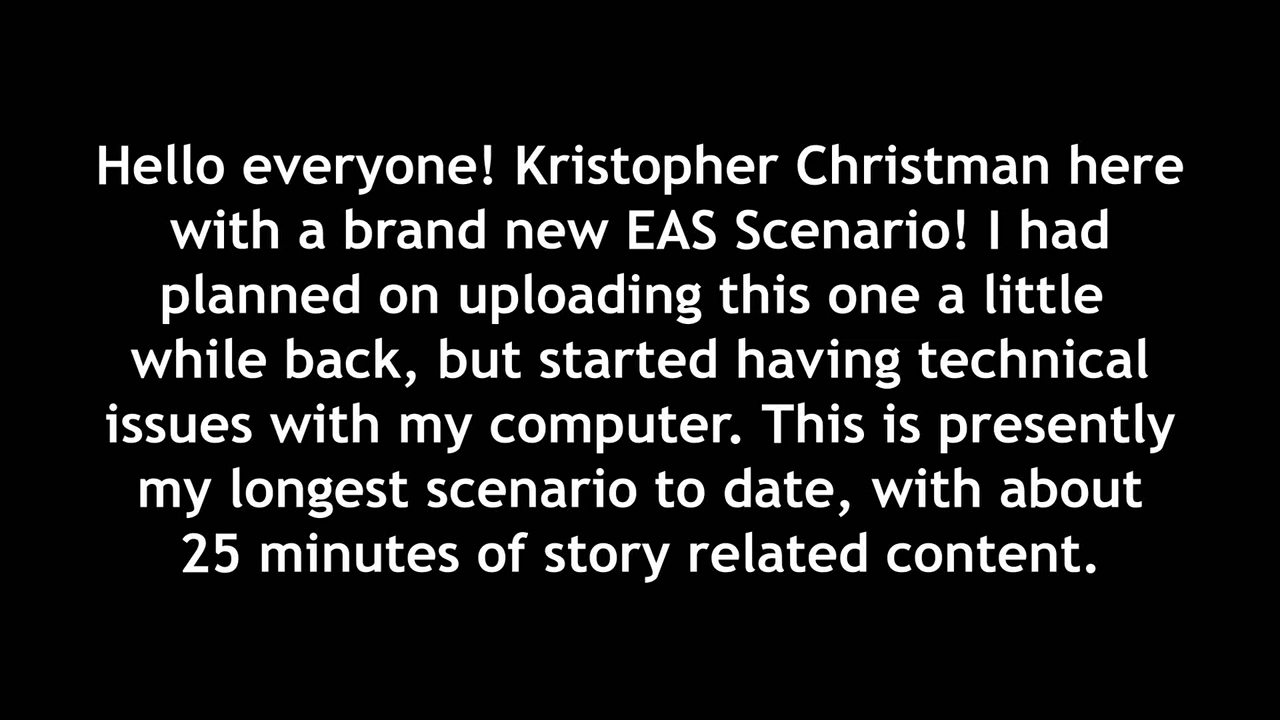 Hello everyone! Kristopher Christman here
with a brand new EAS Scenario! I had
planned on uploading this one a little
while back, but started having technical
issues with my computer. This is presently
my longest scenario to date, with about
25 minutes of story related content.